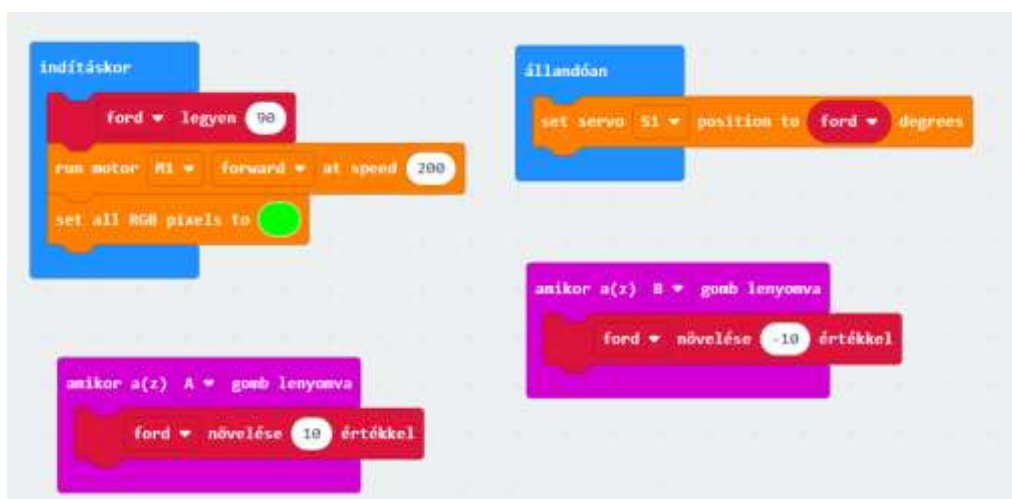 indításkor
ford legyen 90
run motor M1 forward at speed 200
set all RGB pixels to
állandóan
set servo S1 position to ford degrees
amikor a(z) B gomb lenyomva
ford növelése -10 értékkel
amikor a(z) A gomb lenyomva
ford növelése 10 értékkel